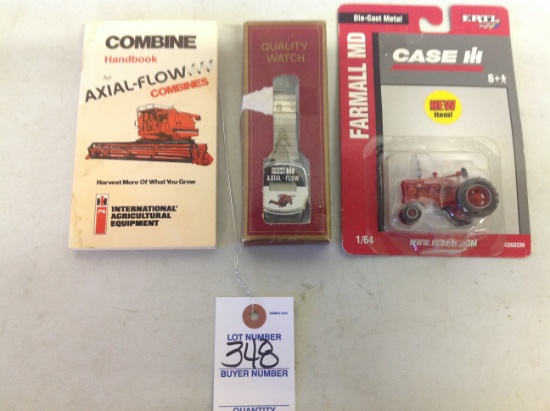 COMBINE
Handbook
for
AXIAL-FLOW
COMBINES
Harvest More Of What You Grow
INTERNATIONAL
AGRICULTURAL
EQUIPMENT
QUALITY
WATCH
AXIAL-FLOW
Die-Cast Metal
ERTL
FARMALL MD
CASE IH
8+
NEW
Item!
1/64
LOT NUMBER
348
BUYER NUMBER
QUANTITY